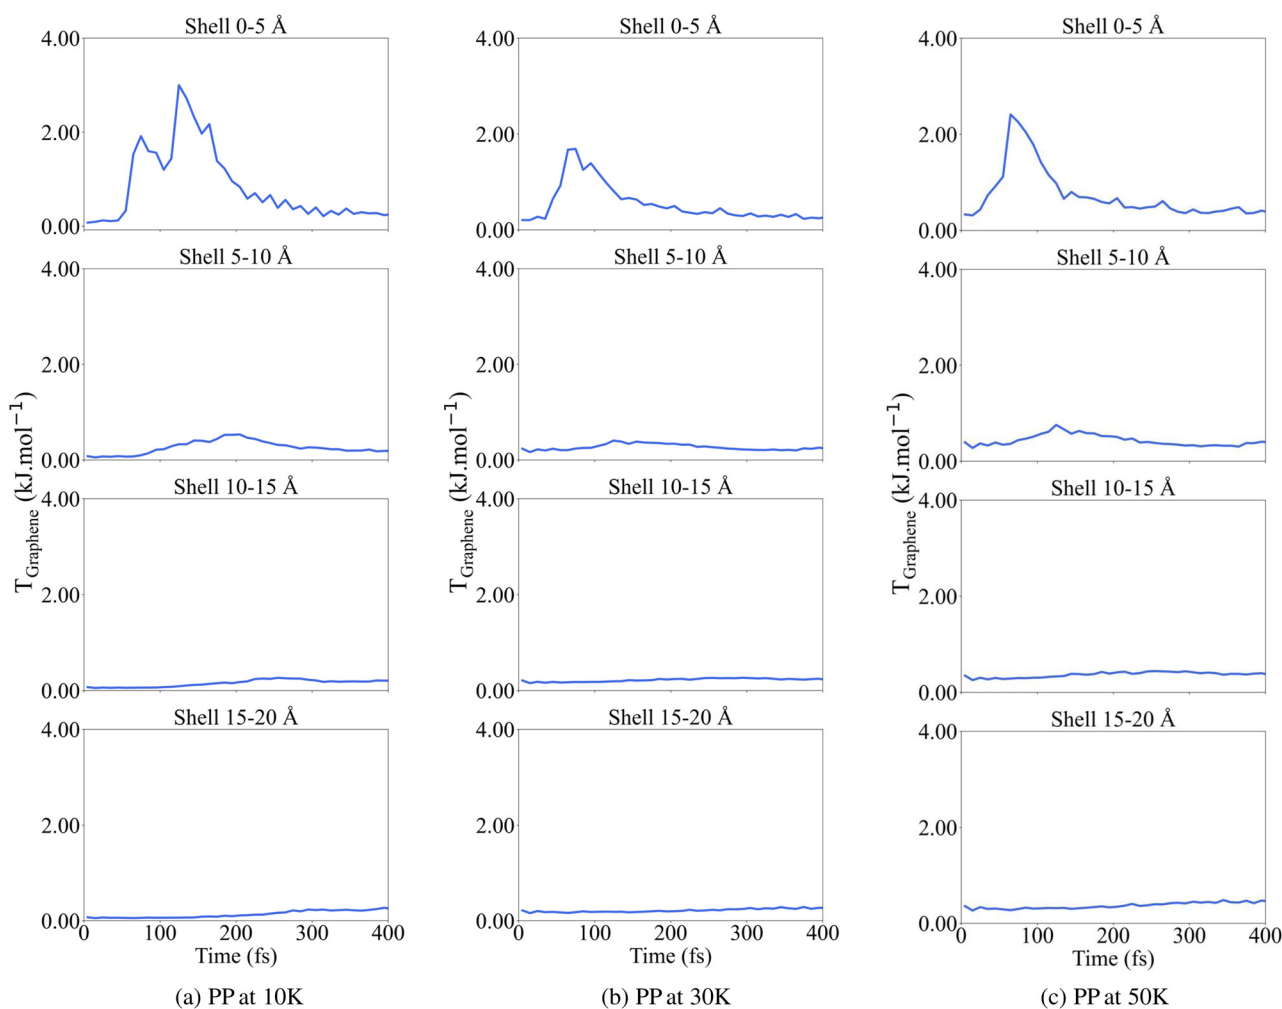 Shell 0-5 Å
4.00
2.00
0.00
Shell 5-10 Å
4.00
2.00
0.00
Shell 10-15 Å
4.00
2.00
0.00
Shell 15-20 Å
4.00
2.00
0.00
0 100 200 300 400
Time (fs)
T_Graphene (kJ.mol⁻¹)
(a) PP at 10K
Shell 0-5 Å
4.00
2.00
0.00
Shell 5-10 Å
4.00
2.00
0.00
Shell 10-15 Å
4.00
2.00
0.00
Shell 15-20 Å
4.00
2.00
0.00
0 100 200 300 400
Time (fs)
T_Graphene (kJ.mol⁻¹)
(b) PP at 30K
Shell 0-5 Å
4.00
2.00
0.00
Shell 5-10 Å
4.00
2.00
0.00
Shell 10-15 Å
4.00
2.00
0.00
Shell 15-20 Å
4.00
2.00
0.00
0 100 200 300 400
Time (fs)
T_Graphene (kJ.mol⁻¹)
(c) PP at 50K